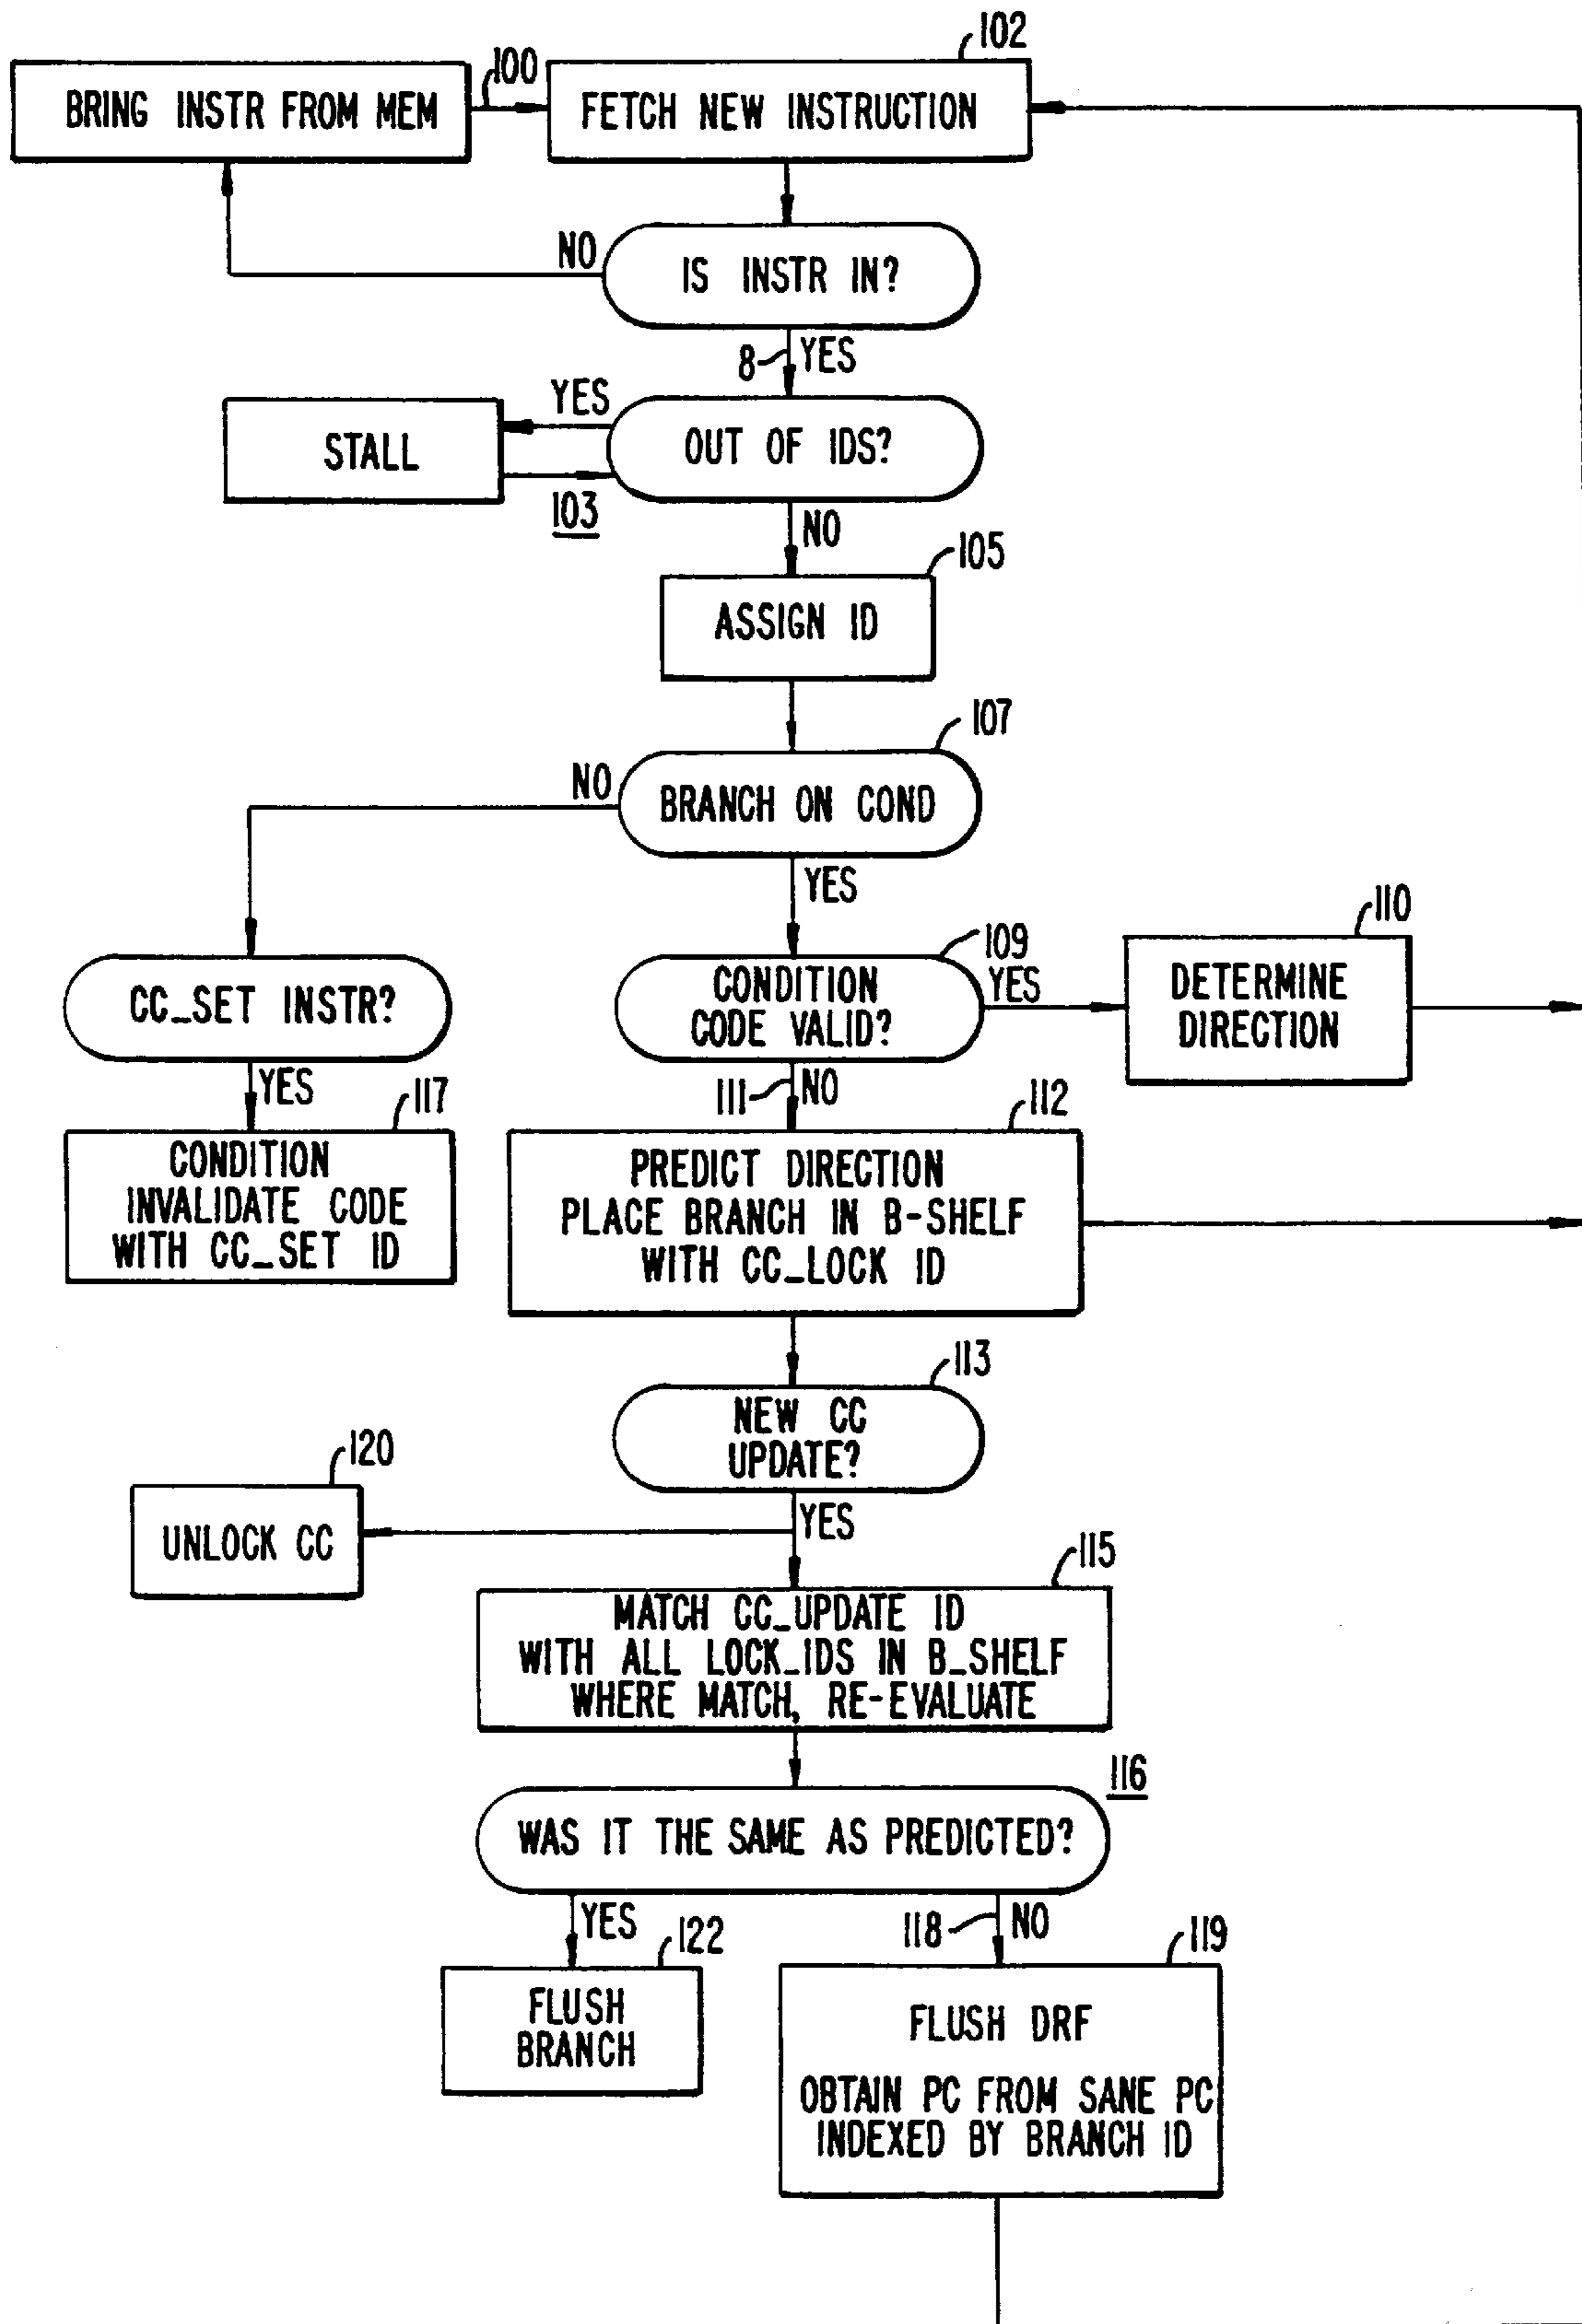 102
100
BRING INSTR FROM MEM
FETCH NEW INSTRUCTION
NO
IS INSTR IN?
8
YES
YES
STALL
OUT OF IDS?
103
NO
105
ASSIGN ID
107
NO
BRANCH ON COND
YES
110
109
CC_SET INSTR?
CONDITION
CODE VALID?
YES
DETERMINE
DIRECTION
YES
117
111
NO
112
CONDITION
INVALIDATE CODE
WITH CC_SET ID
PREDICT DIRECTION
PLACE BRANCH IN B-SHELF
WITH CC_LOCK ID
113
NEW CC
UPDATE?
120
YES
UNLOCK CC
115
MATCH CC_UPDATE ID
WITH ALL LOCK_IDS IN B_SHELF
WHERE MATCH, RE-EVALUATE
116
WAS IT THE SAME AS PREDICTED?
YES
122
118
NO
119
FLUSH
BRANCH
FLUSH DRF
OBTAIN PC FROM SANE PC
INDEXED BY BRANCH ID